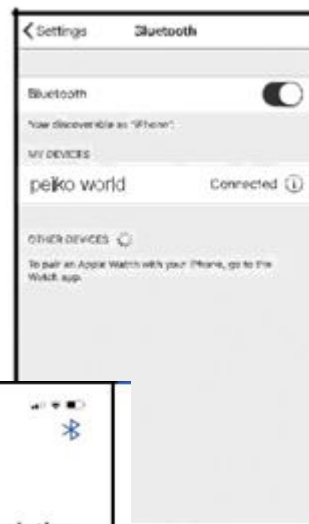 Settings Bluetooth
Bluetooth
Now discoverable as "iPhone".
MY DEVICES
peiko world Connected
OTHER DEVICES
To pair an Apple Watch with your iPhone, go to the
Watch app.